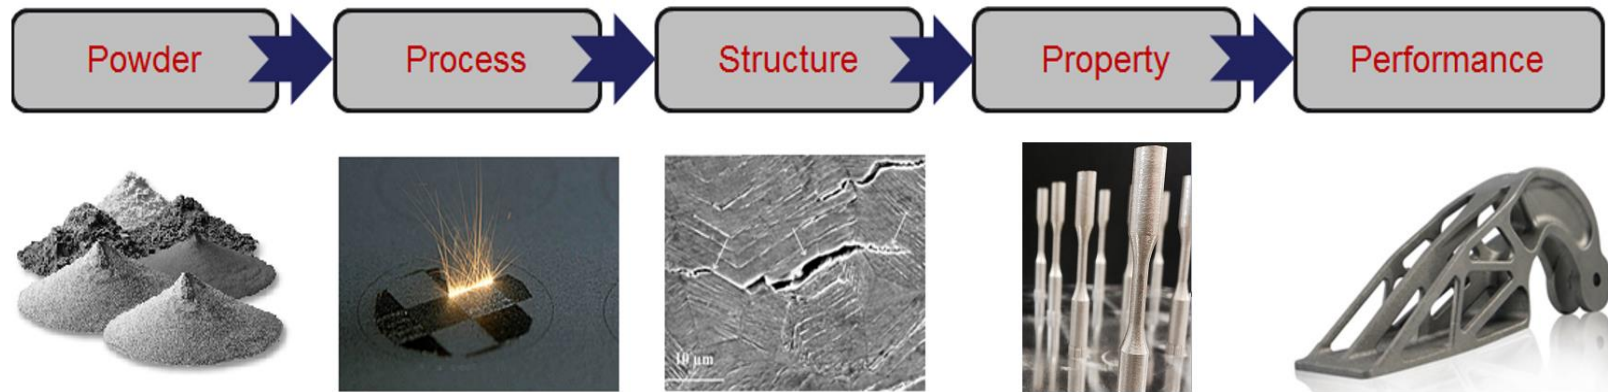 Powder
Process
Structure
Property
Performance
10 μm